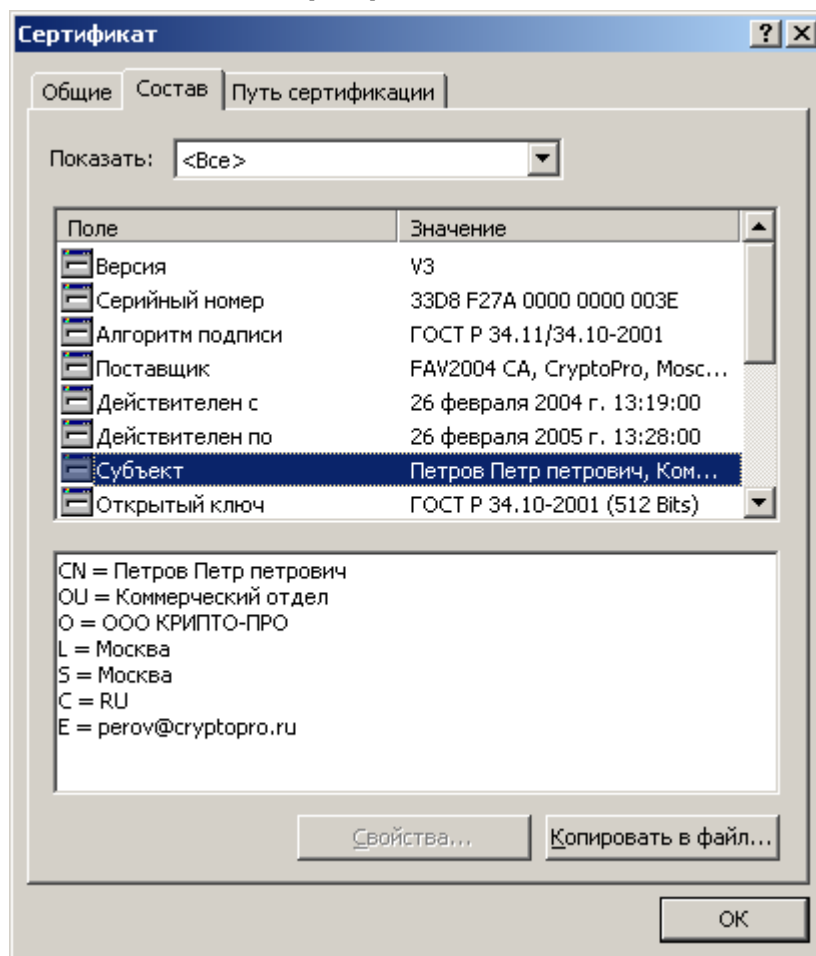 Сертификат
Общие Состав Путь сертификации
Показать: <Все>
Поле Значение
Версия V3
Серийный номер 33D8 F27A 0000 0000 003E
Алгоритм подписи ГОСТ Р 34.11/34.10-2001
Поставщик FAV2004 CA, CryptoPro, Mosc...
Действителен с 26 февраля 2004 г. 13:19:00
Действителен по 26 февраля 2005 г. 13:28:00
Субъект Петров Петр петрович, Ком...
Открытый ключ ГОСТ Р 34.10-2001 (512 Bits)
CN = Петров Петр петрович
OU = Коммерческий отдел
O = ООО КРИПТО-ПРО
L = Москва
S = Москва
C = RU
E = perov@cryptopro.ru
Свойства... Копировать в файл...
ОК